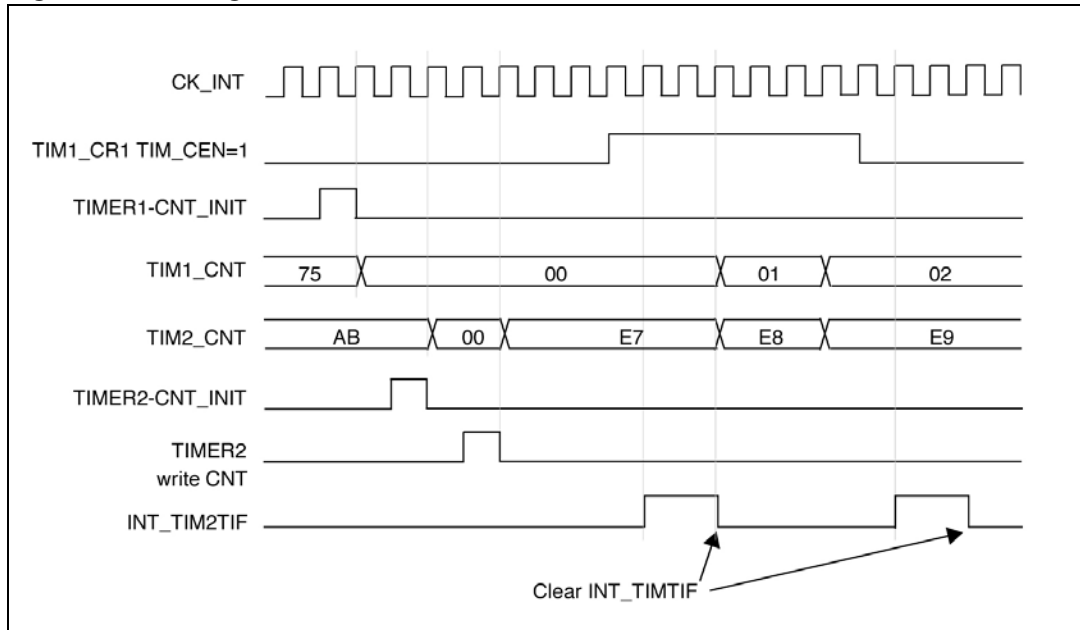 CK_INT
TIM1_CR1 TIM_CEN=1
TIMER1-CNT_INIT
TIM1_CNT 75 00 01 02
TIM2_CNT AB 00 E7 E8 E9
TIMER2-CNT_INIT
TIMER2
write CNT
INT_TIM2TIF
Clear INT_TIMTIF